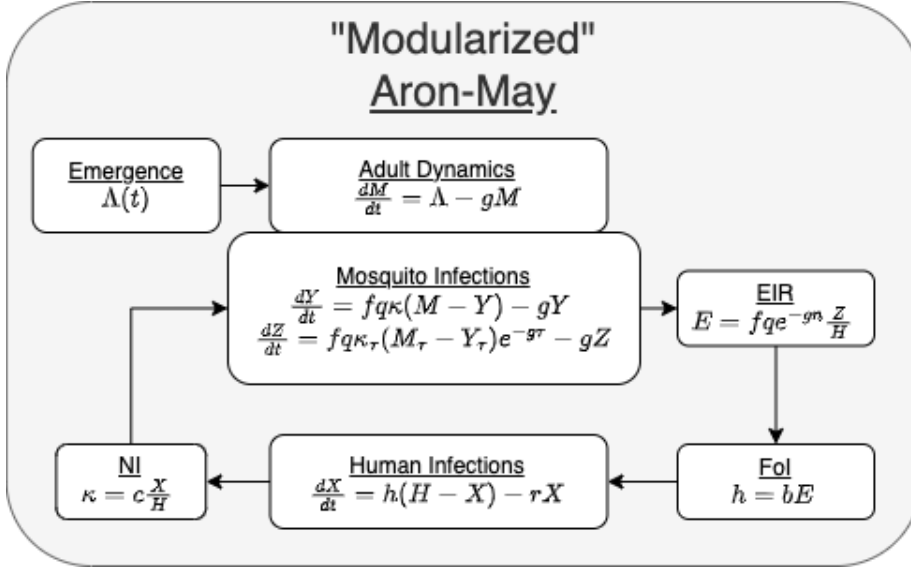 "Modularized"
Aron-May
Emergence
Λ(t)
Adult Dynamics
dM/dt = Λ − gM
Mosquito Infections
dY/dt = fqκ(M − Y) − gY
dZ/dt = fqκ_τ(M_τ − Y_τ)e^{−gτ} − gZ
EIR
E = fqe^{−gn} Z/H
NI
κ = c X/H
Human Infections
dX/dt = h(H − X) − rX
FoI
h = bE